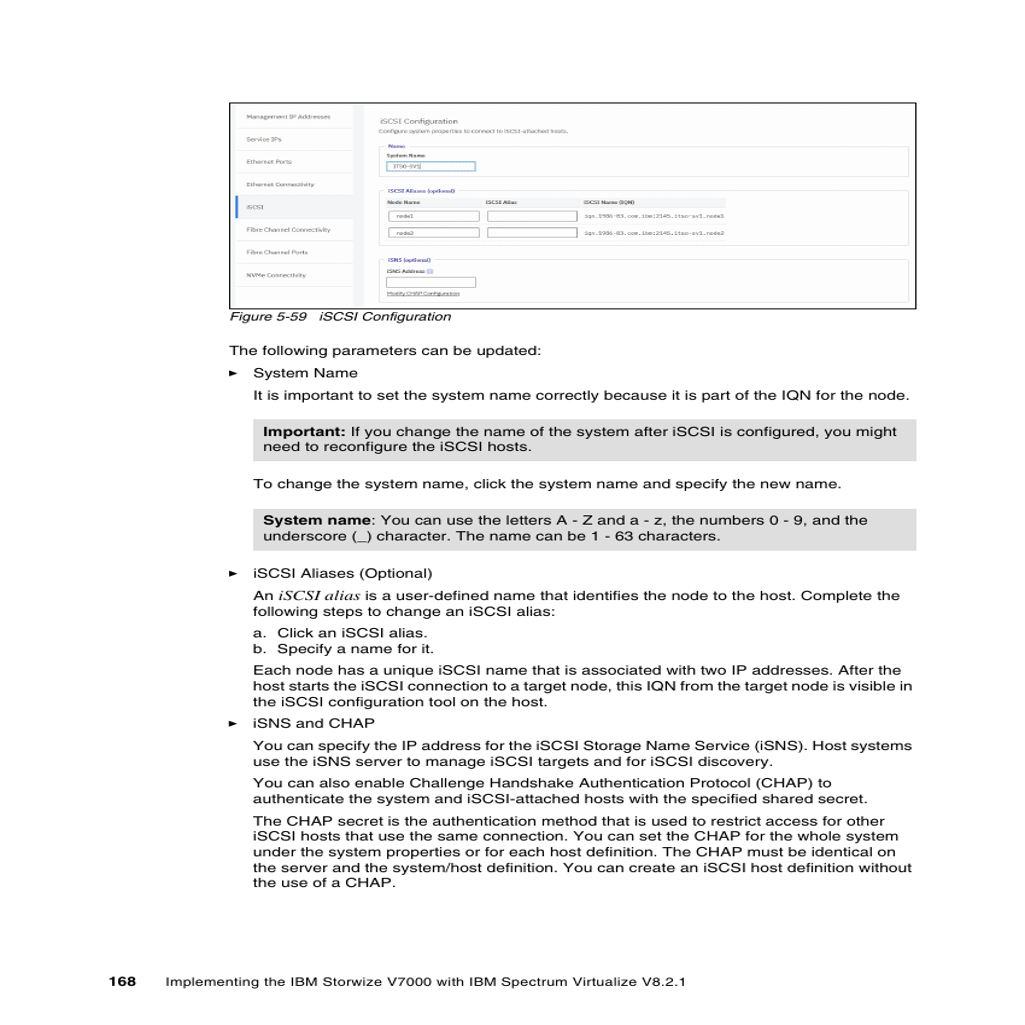 Management IP Addresses
Service IPs
Ethernet Ports
Ethernet Connectivity
iSCSI
Fibre Channel Connectivity
Fibre Channel Ports
NVMe Connectivity
iSCSI Configuration
Configure system properties to connect to iSCSI-attached hosts.
Name
System Name
ITSO-SV1
iSCSI Aliases (optional)
Node Name iSCSI Alias iSCSI Name (IQN)
node1 iqn.1986-03.com.ibm:2145.itso-sv1.node1
node2 iqn.1986-03.com.ibm:2145.itso-sv1.node2
iSNS (optional)
iSNS Address
Modify CHAP Configuration
Figure 5-59 iSCSI Configuration
The following parameters can be updated:
► System Name
It is important to set the system name correctly because it is part of the IQN for the node.
Important: If you change the name of the system after iSCSI is configured, you might
need to reconfigure the iSCSI hosts.
To change the system name, click the system name and specify the new name.
System name: You can use the letters A - Z and a - z, the numbers 0 - 9, and the
underscore (_) character. The name can be 1 - 63 characters.
► iSCSI Aliases (Optional)
An iSCSI alias is a user-defined name that identifies the node to the host. Complete the
following steps to change an iSCSI alias:
a. Click an iSCSI alias.
b. Specify a name for it.
Each node has a unique iSCSI name that is associated with two IP addresses. After the
host starts the iSCSI connection to a target node, this IQN from the target node is visible in
the iSCSI configuration tool on the host.
► iSNS and CHAP
You can specify the IP address for the iSCSI Storage Name Service (iSNS). Host systems
use the iSNS server to manage iSCSI targets and for iSCSI discovery.
You can also enable Challenge Handshake Authentication Protocol (CHAP) to
authenticate the system and iSCSI-attached hosts with the specified shared secret.
The CHAP secret is the authentication method that is used to restrict access for other
iSCSI hosts that use the same connection. You can set the CHAP for the whole system
under the system properties or for each host definition. The CHAP must be identical on
the server and the system/host definition. You can create an iSCSI host definition without
the use of a CHAP.
168 Implementing the IBM Storwize V7000 with IBM Spectrum Virtualize V8.2.1